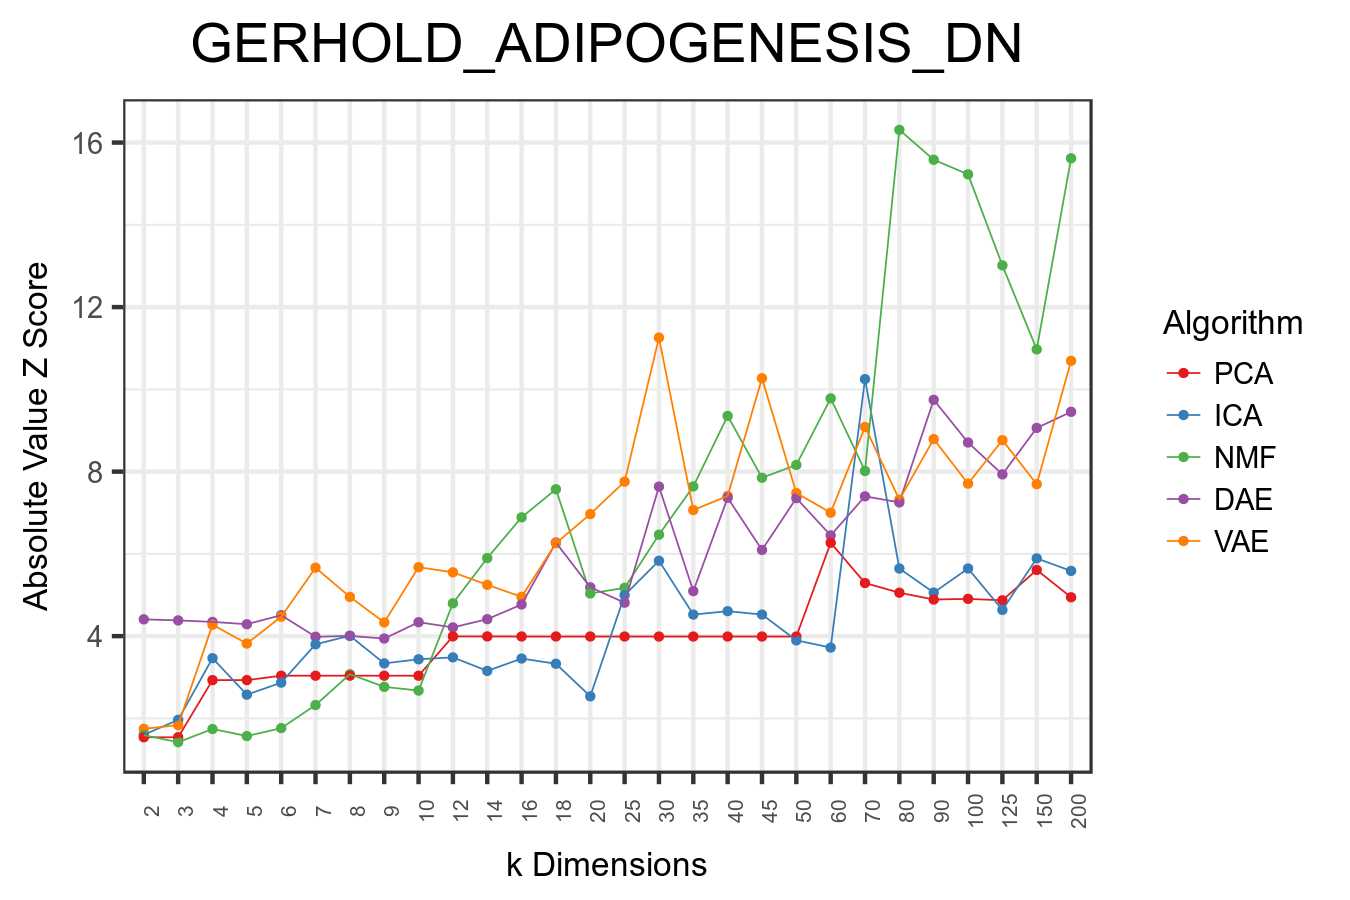 GERHOLD_ADIPOGENESIS_DN
Absolute Value Z Score
16
12
8
4
2 3 4 5 6 7 8 9 10 12 14 16 18 20 25 30 35 40 45 50 60 70 80 90 100 125 150 200
k Dimensions
Algorithm
PCA
ICA
NMF
DAE
VAE